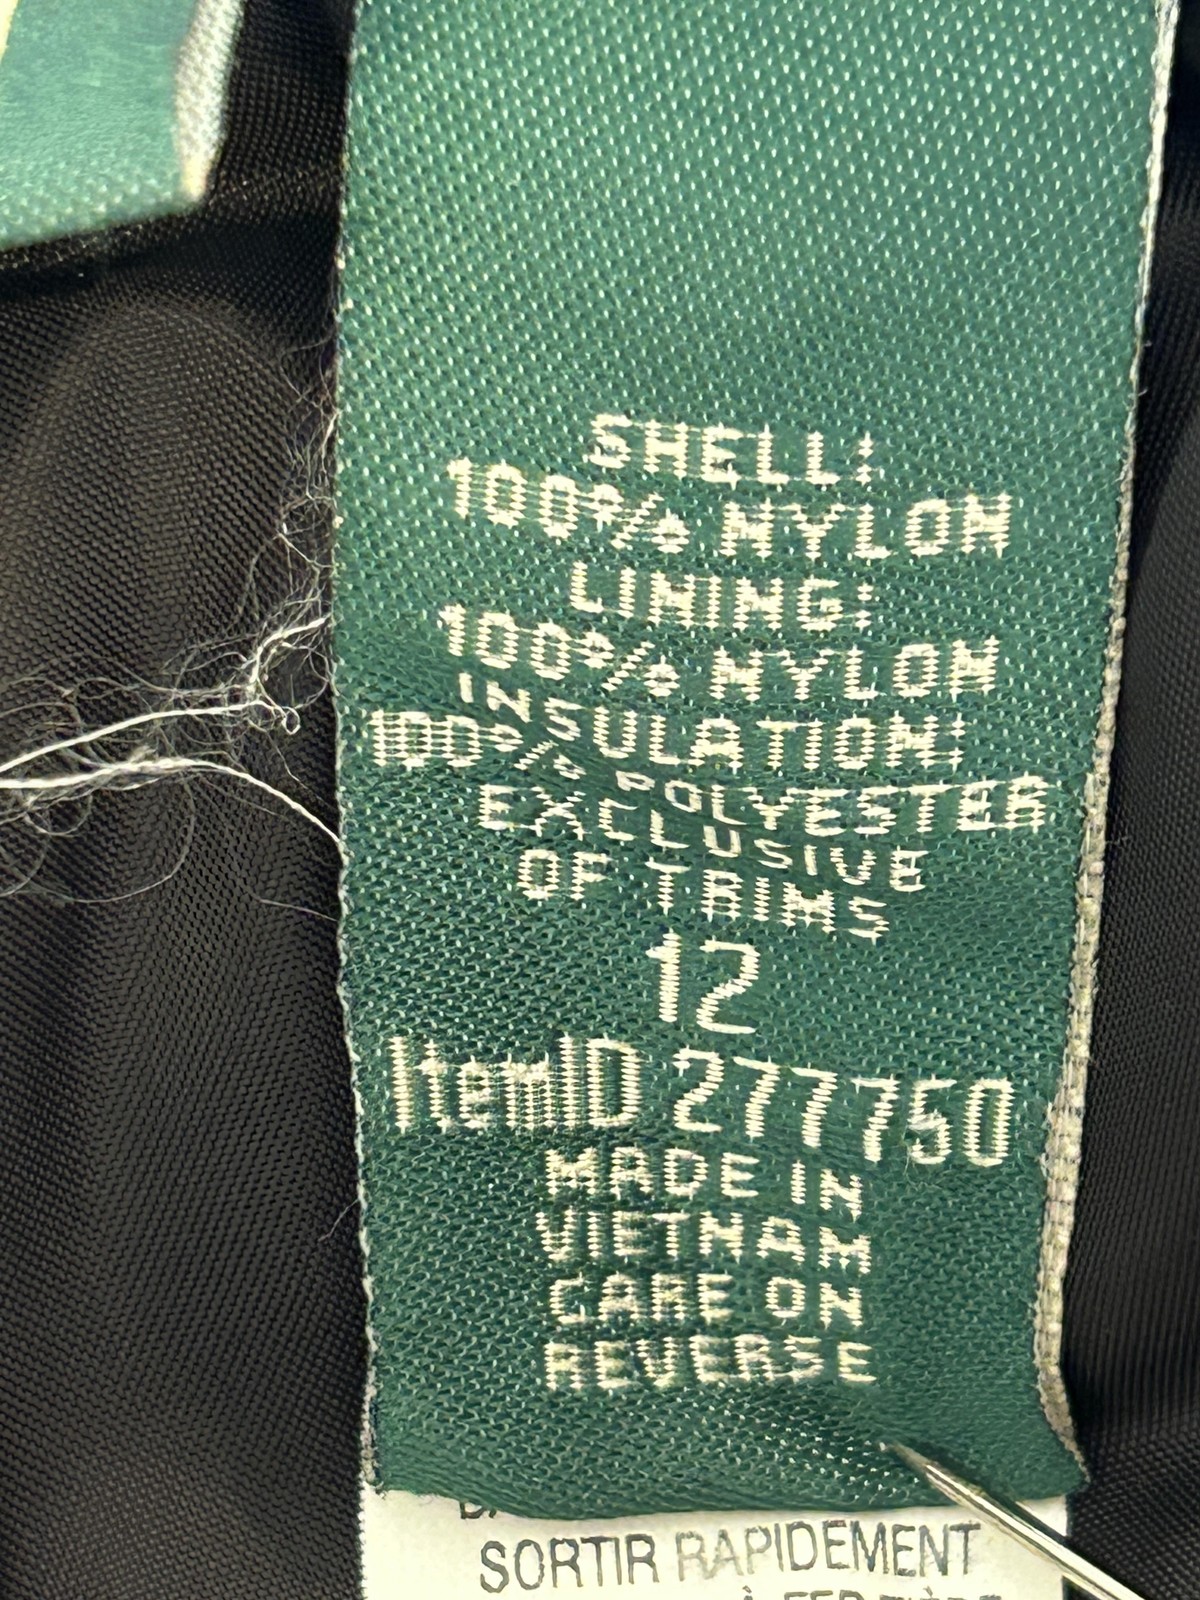 SHELL:
100% NYLON
LINING:
100% NYLON
INSULATION:
100% POLYESTER
EXCLUSIVE
OF TRIMS
12
ItemID 277750
MADE IN
VIETNAM
CARE ON
REVERSE
SORTIR RAPIDEMENT